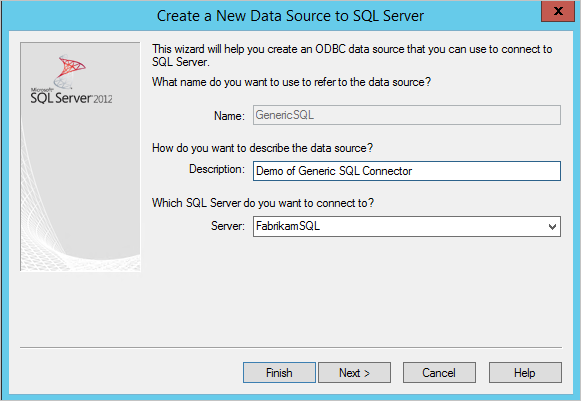 Create a New Data Source to SQL Server
x
Microsoft
SQL Server 2012
This wizard will help you create an ODBC data source that you can use to connect to
SQL Server.
What name do you want to use to refer to the data source?
Name: GenericSQL
How do you want to describe the data source?
Description: Demo of Generic SQL Connector
Which SQL Server do you want to connect to?
Server: FabrikamSQL
Finish Next > Cancel Help